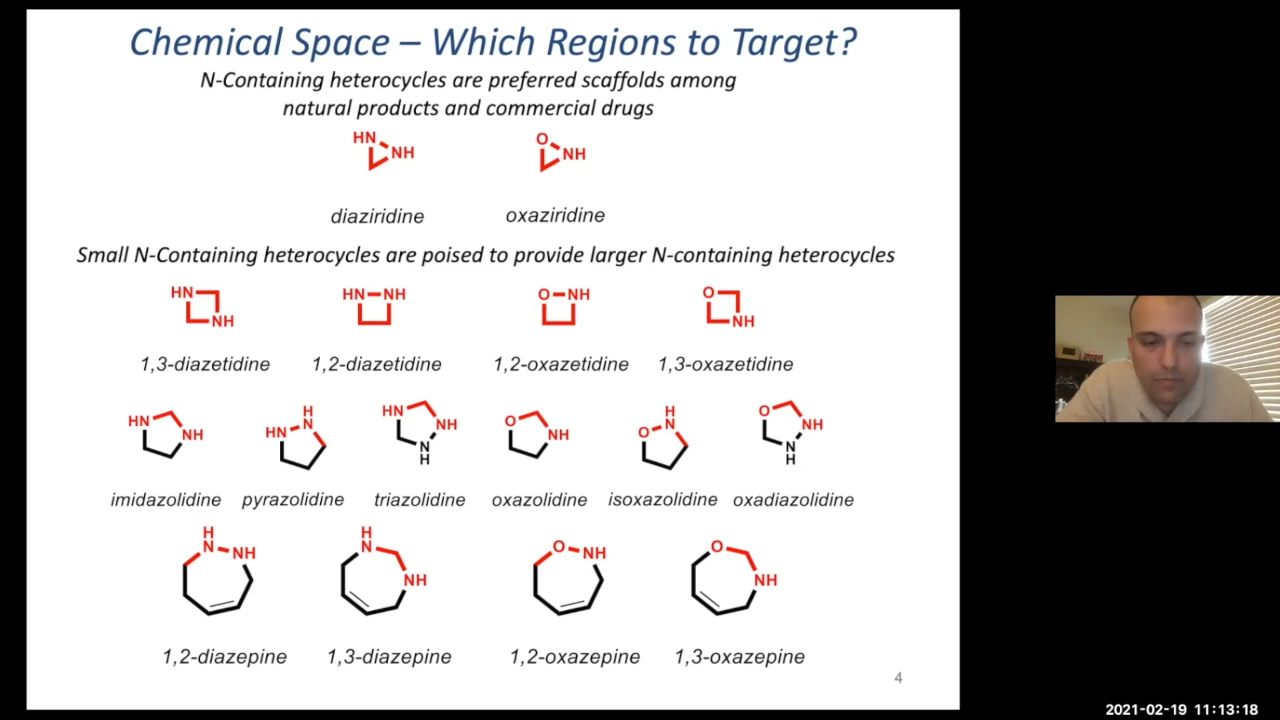 Chemical Space – Which Regions to Target?
N-Containing heterocycles are preferred scaffolds among
natural products and commercial drugs
HN
NH
O
NH
diaziridine oxaziridine
Small N-Containing heterocycles are poised to provide larger N-containing heterocycles
HN HN NH O NH O
NH NH
1,3-diazetidine 1,2-diazetidine 1,2-oxazetidine 1,3-oxazetidine
HN NH
HN N H
HN NH N H
O NH
O N H
O NH N H
imidazolidine pyrazolidine triazolidine oxazolidine isoxazolidine oxadiazolidine
H N NH
H N NH
O NH
O NH
1,2-diazepine 1,3-diazepine 1,2-oxazepine 1,3-oxazepine
4
2021-02-19 11:13:18